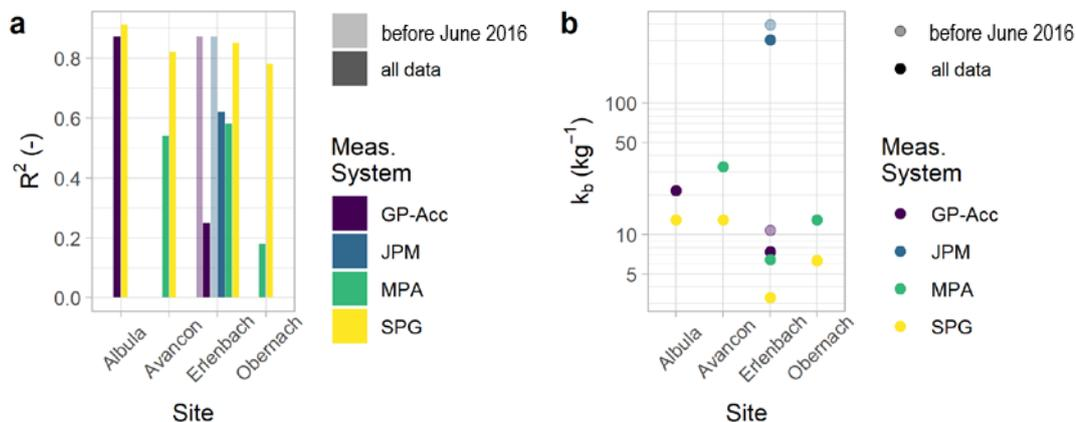 a
R² (-)
0.8
0.6
0.4
0.2
0.0
Albula
Avancon
Erlenbach
Obernach
Site
before June 2016
all data
Meas.
System
GP-Acc
JPM
MPA
SPG
b
kb (kg⁻¹)
100
50
10
5
Albula
Avancon
Erlenbach
Obernach
Site
before June 2016
all data
Meas.
System
GP-Acc
JPM
MPA
SPG